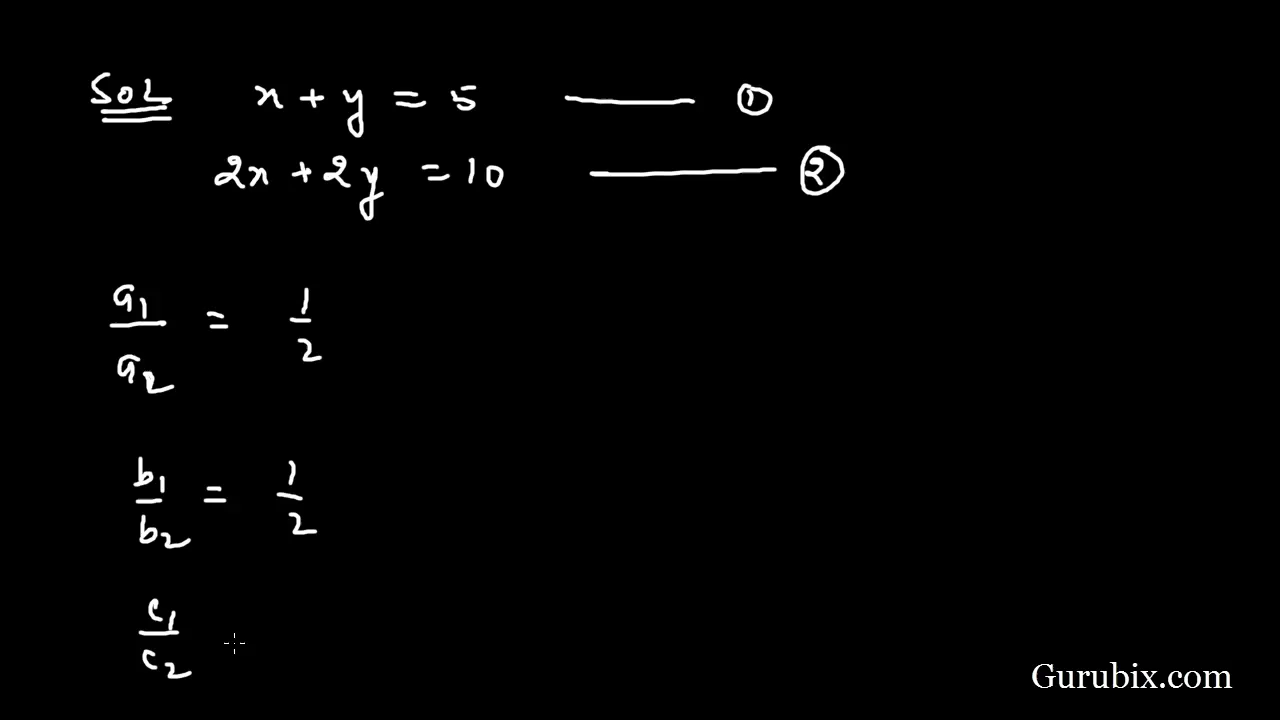 SOL x + y = 5 ——— ①
2x + 2y = 10 ——— ②
a₁/a₂ = 1/2
b₁/b₂ = 1/2
c₁/c₂
Gurubix.com